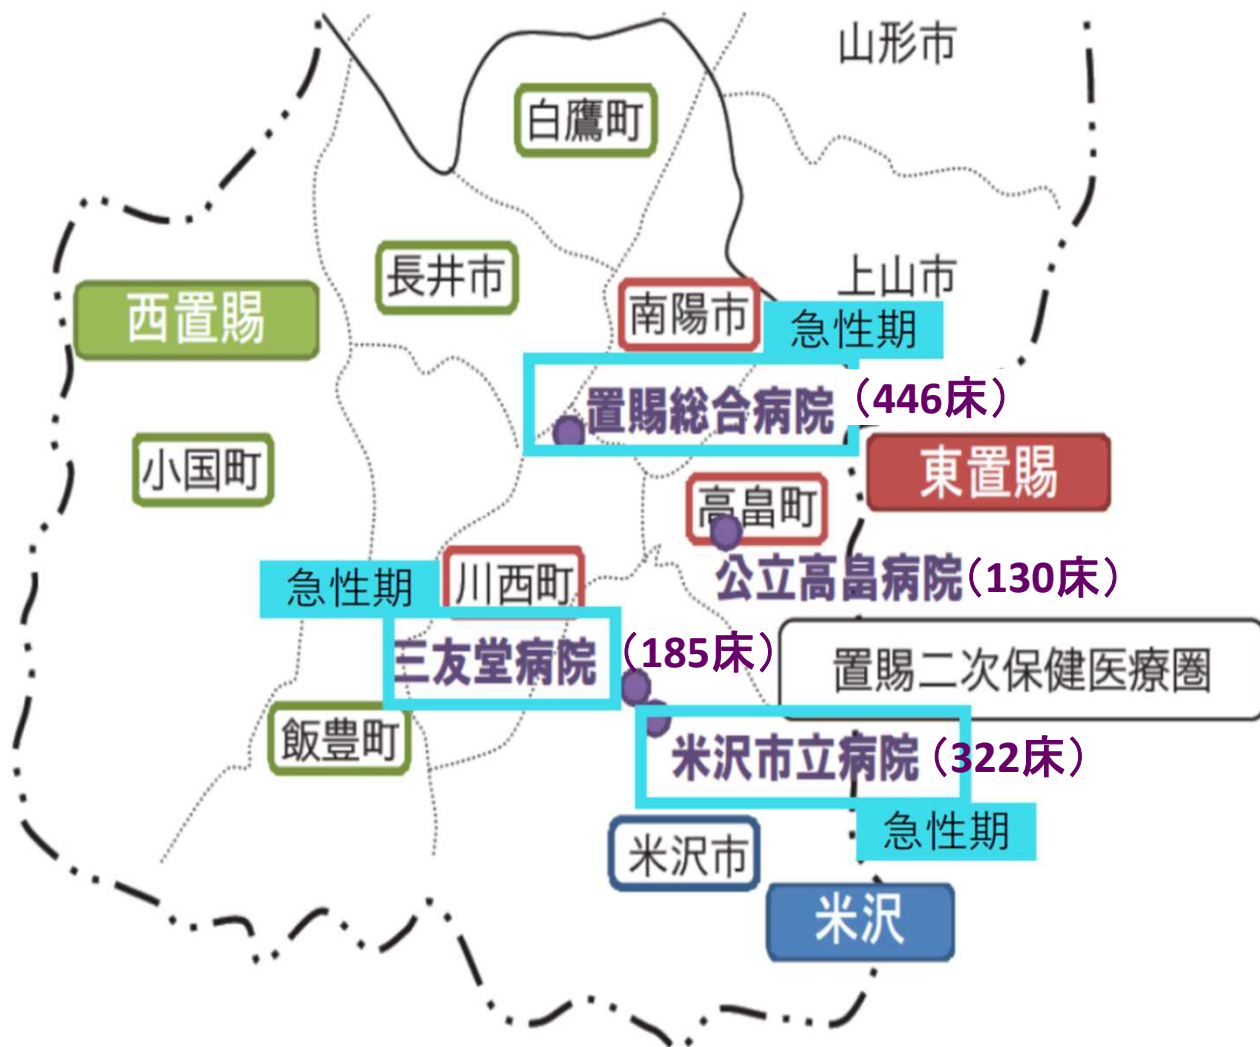 山形市
白鷹町
長井市
上山市
西置賜
南陽市
急性期
置賜総合病院
（446床）
小国町
東置賜
高畠町
公立高畠病院
（130床）
急性期
川西町
三友堂病院
（185床）
置賜二次保健医療圏
飯豊町
米沢市立病院
（322床）
急性期
米沢市
米沢